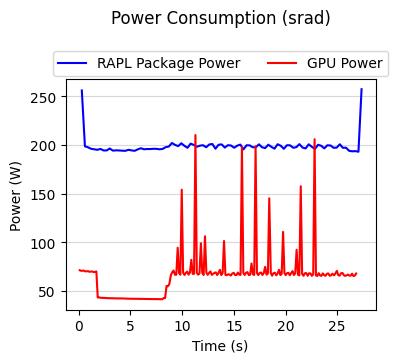 Power Consumption (srad)
RAPL Package Power
GPU Power
250
200
150
100
50
Power (W)
0
5
10
15
20
25
Time (s)